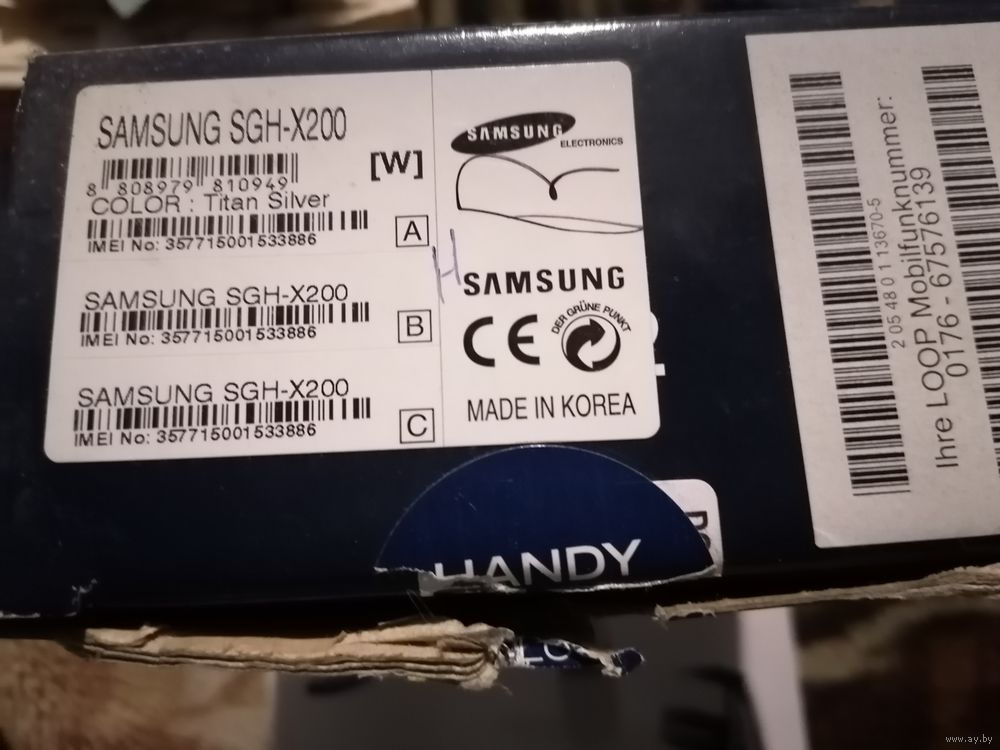 SAMSUNG SGH-X200
8 808979 810949
[W]
COLOR : Titan Silver
IMEI No: 357715001533886
A
SAMSUNG SGH-X200
IMEI No: 357715001533886
B
SAMSUNG SGH-X200
IMEI No: 357715001533886
C
SAMSUNG
ELECTRONICS
H
SAMSUNG
CE
DER GRÜNE PUNKT
MADE IN KOREA
HANDY
2 05 48 0 1 13670-5
Ihre LOOP Mobilfunknummer:
0176 - 67576139
www.ay.by